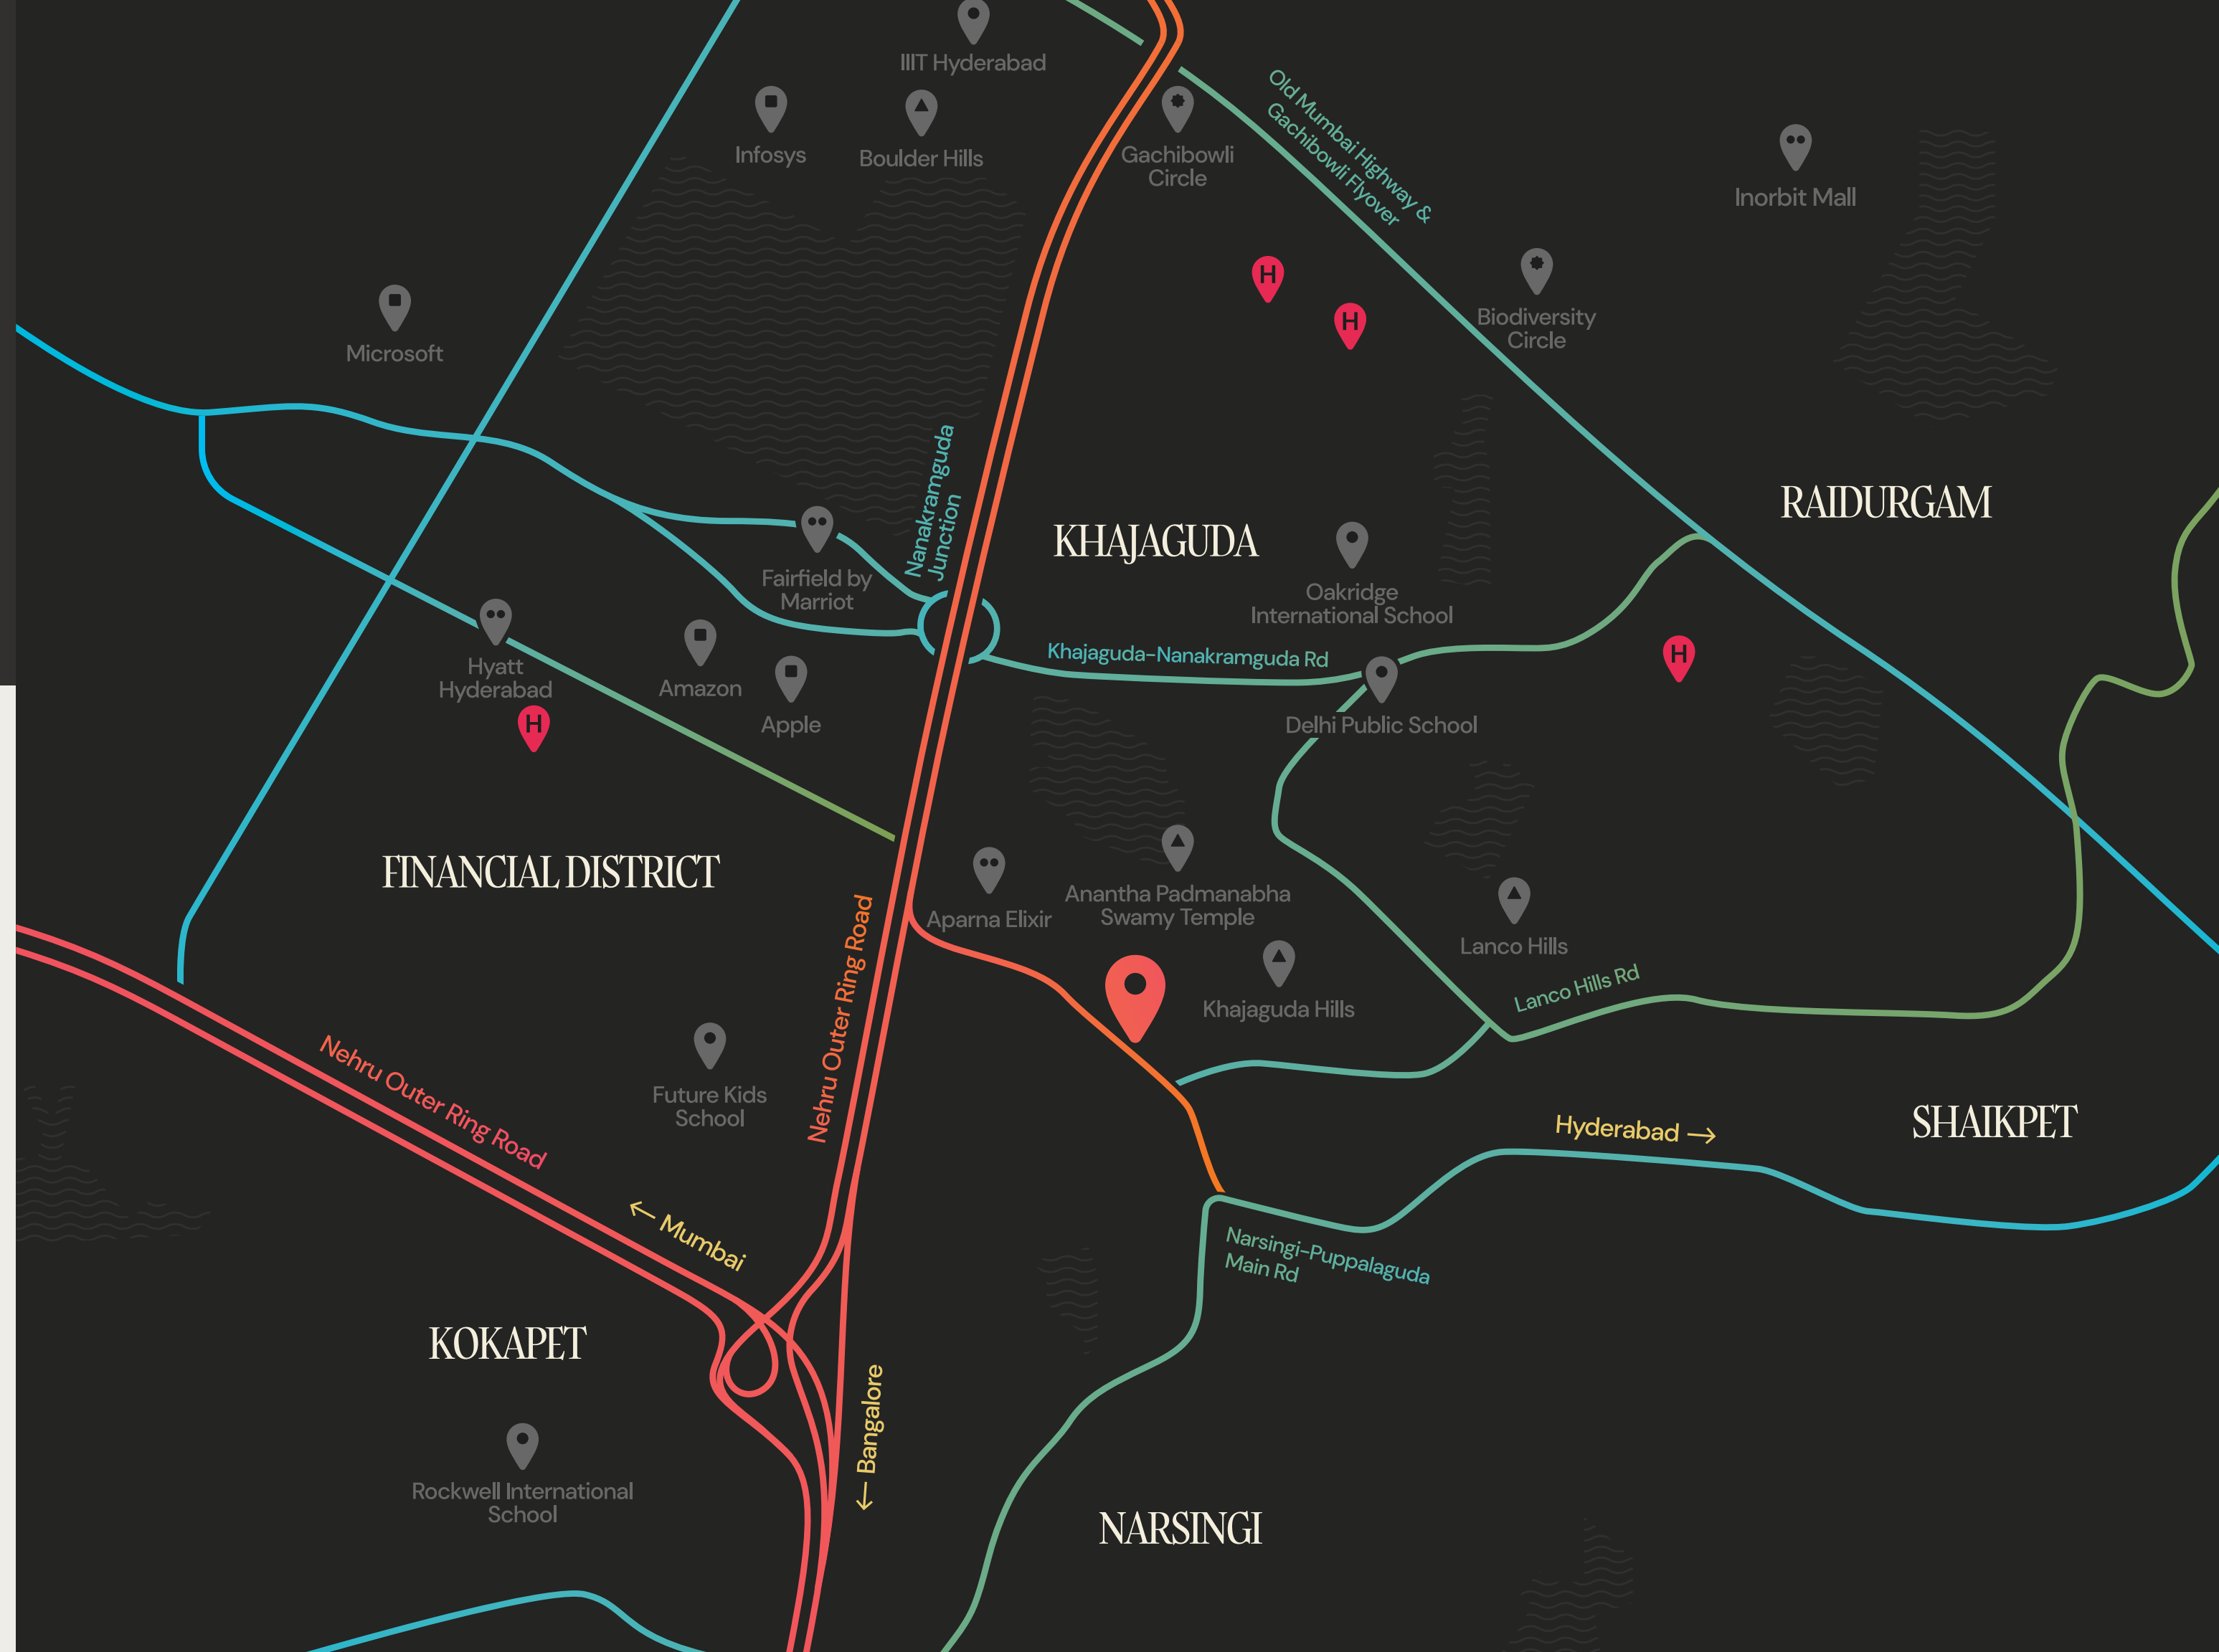 IIIT Hyderabad
Infosys
Boulder Hills
Gachibowli
Circle
Old Mumbai Highway &
Gachibowli Flyover
Inorbit Mall
Microsoft
H
H
Biodiversity
Circle
Nanakramguda
Junction
KHAJAGUDA
RAIDURGAM
Fairfield by
Marriot
Oakridge
International School
Khajaguda-Nanakramguda Rd
H
Hyatt
Hyderabad
Amazon
Apple
Delhi Public School
H
FINANCIAL DISTRICT
Aparna Elixir
Anantha Padmanabha
Swamy Temple
Lanco Hills
Khajaguda Hills
Lanco Hills Rd
Nehru Outer Ring Road
Nehru Outer Ring Road
Future Kids
School
SHAIKPET
Hyderabad →
← Mumbai
Narsingi-Puppalaguda
Main Rd
KOKAPET
← Bangalore
Rockwell International
School
NARSINGI